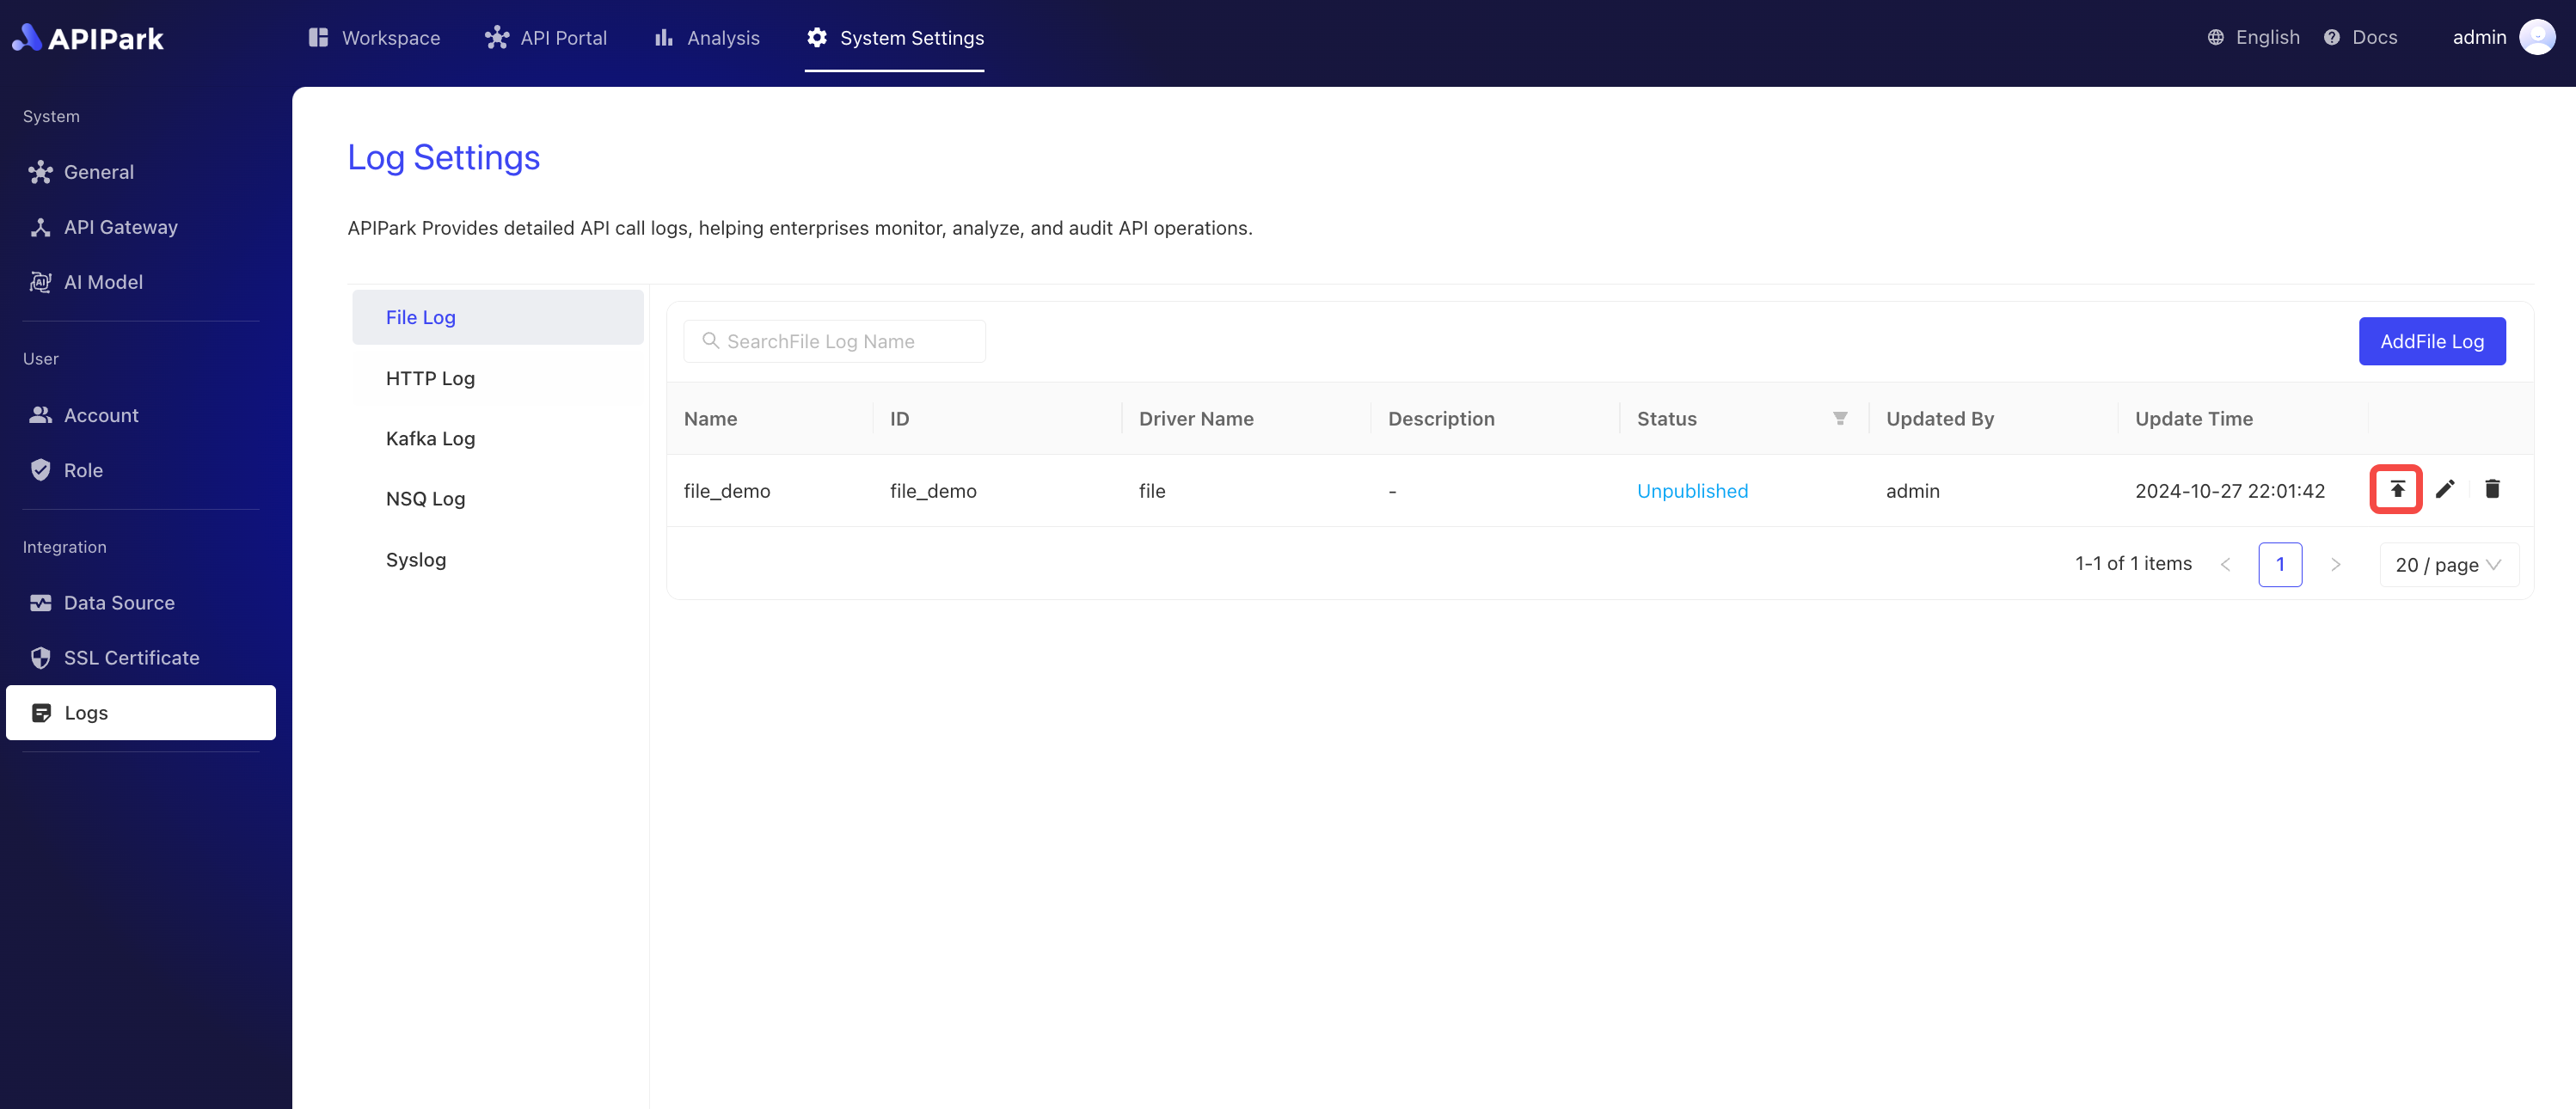 APIPark
Workspace API Portal Analysis System Settings English Docs admin
System
General
API Gateway
AI Model
User
Account
Role
Integration
Data Source
SSL Certificate
Logs
Log Settings
APIPark Provides detailed API call logs, helping enterprises monitor, analyze, and audit API operations.
File Log
HTTP Log
Kafka Log
NSQ Log
Syslog
SearchFile Log Name AddFile Log
Name ID Driver Name Description Status Updated By Update Time
file_demo file_demo file - Unpublished admin 2024-10-27 22:01:42
1-1 of 1 items < 1 > 20 / page